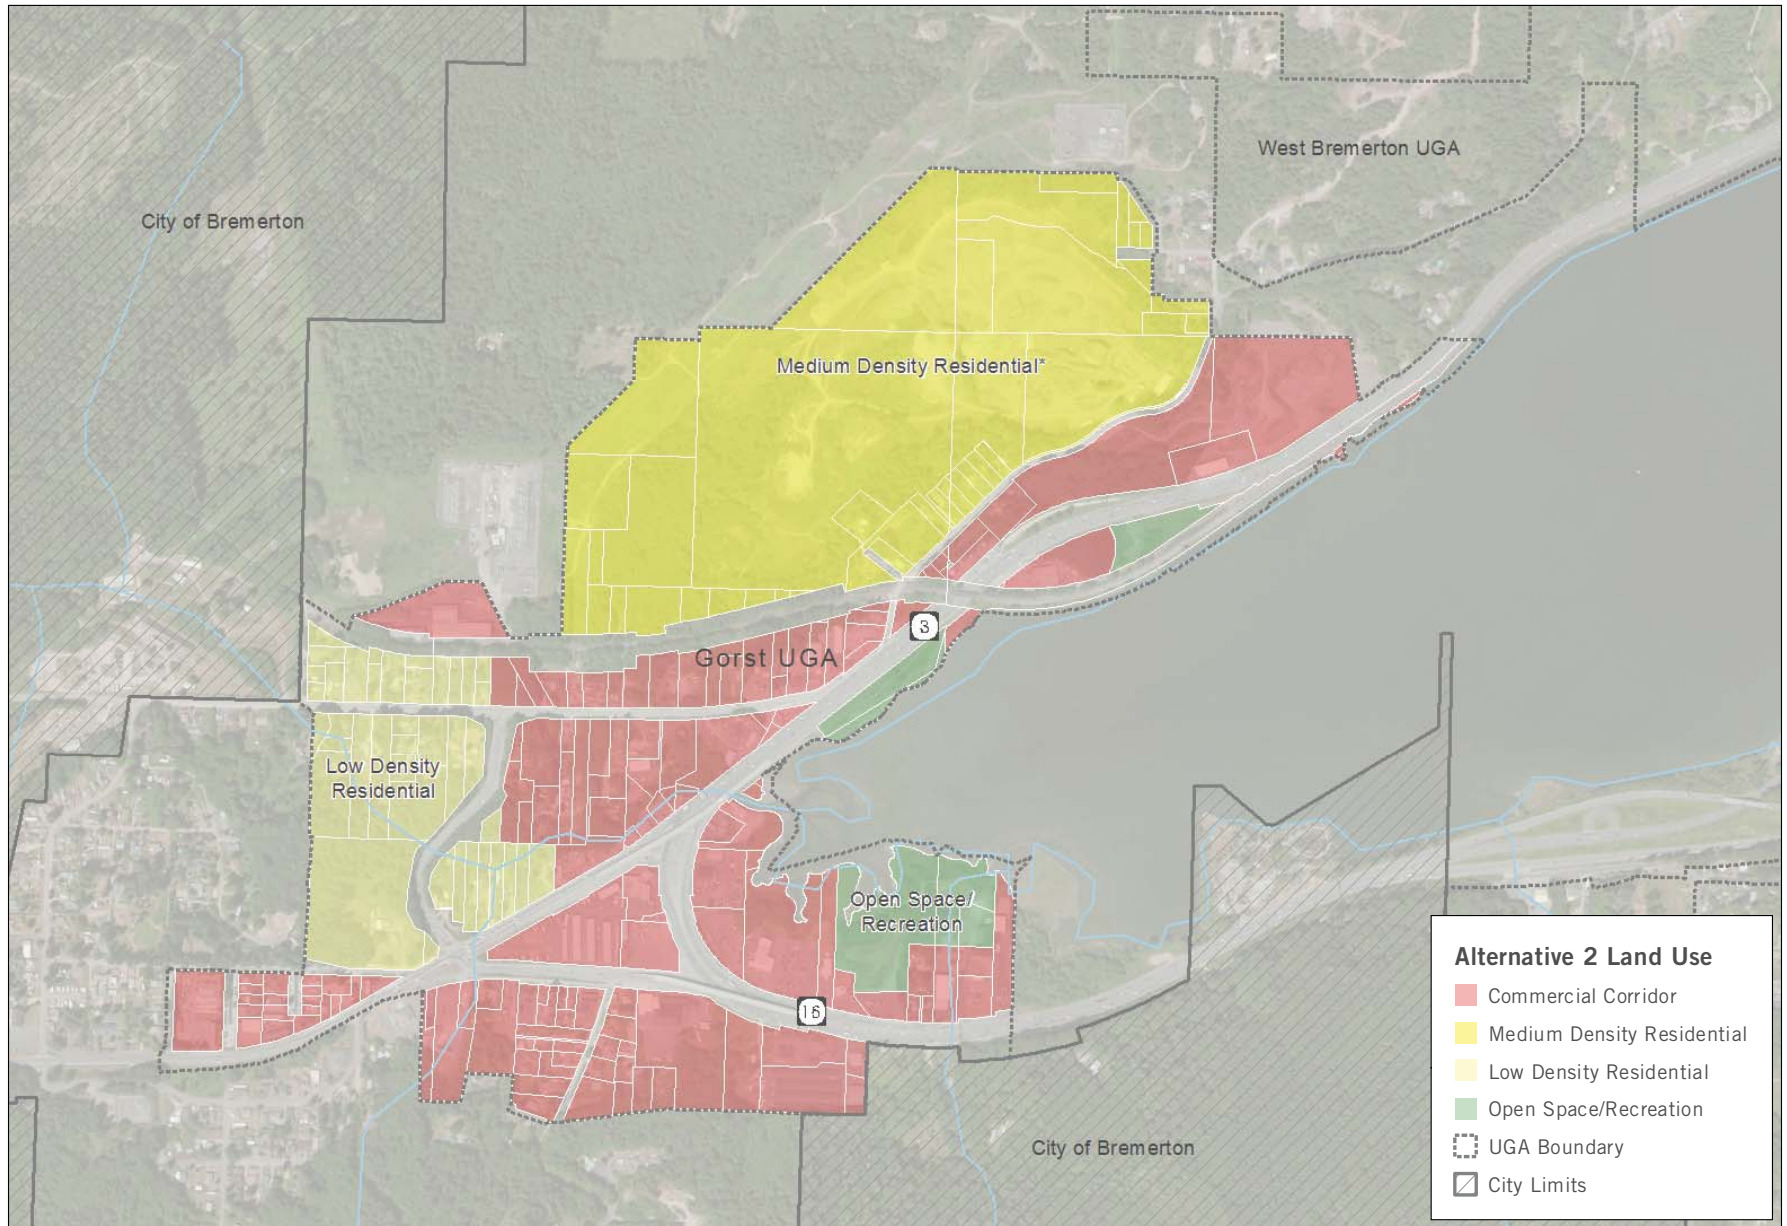 West Bremerton UGA
City of Bremerton
Medium Density Residential*
3
Gorst UGA
Low Density
Residential
Open Space/
Recreation
16
City of Bremerton
Alternative 2 Land Use
Commercial Corridor
Medium Density Residential
Low Density Residential
Open Space/Recreation
UGA Boundary
City Limits